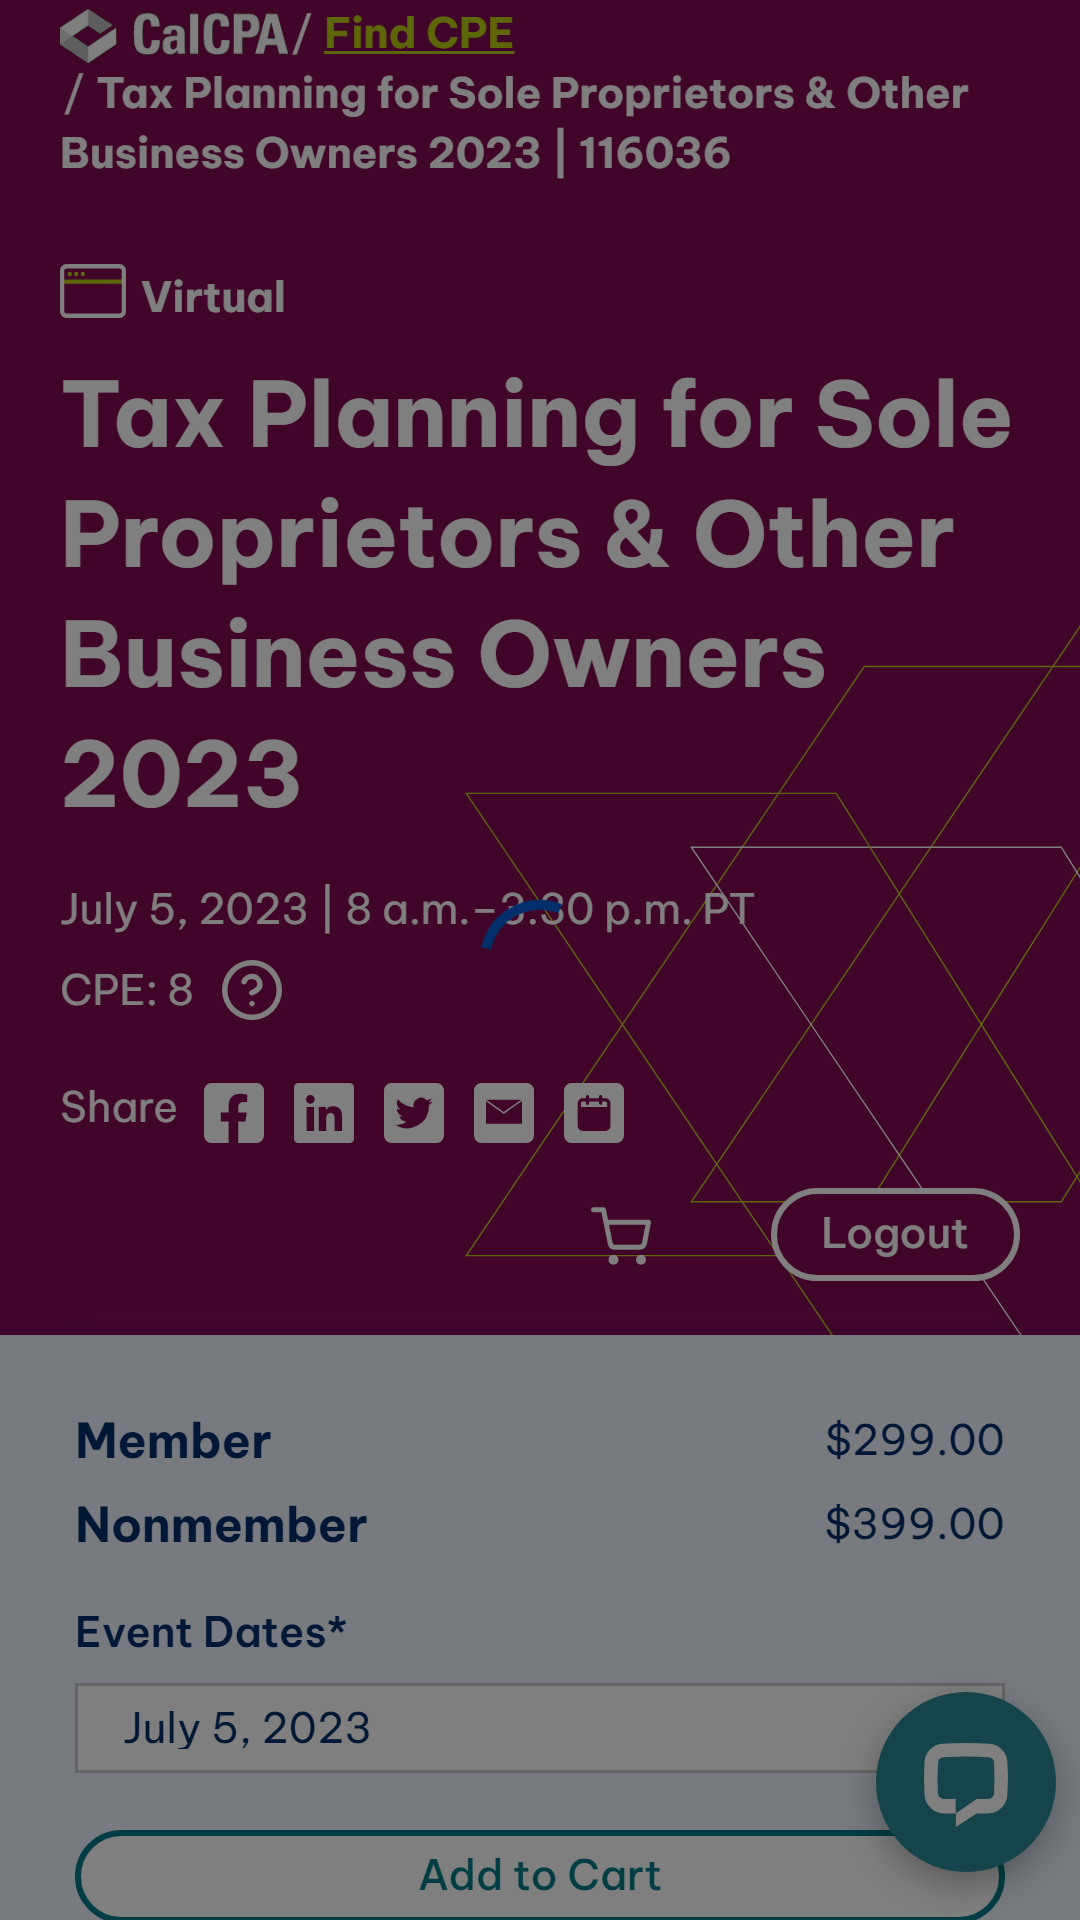 CalCPA / Find CPE
/ Tax Planning for Sole Proprietors & Other
Business Owners 2023 | 116036
Virtual
Tax Planning for Sole
Proprietors & Other
Business Owners
2023
July 5, 2023 | 8 a.m.–3:30 p.m. PT
CPE: 8 ?
Share f in
Logout
Member $299.00
Nonmember $399.00
Event Dates*
July 5, 2023
Add to Cart